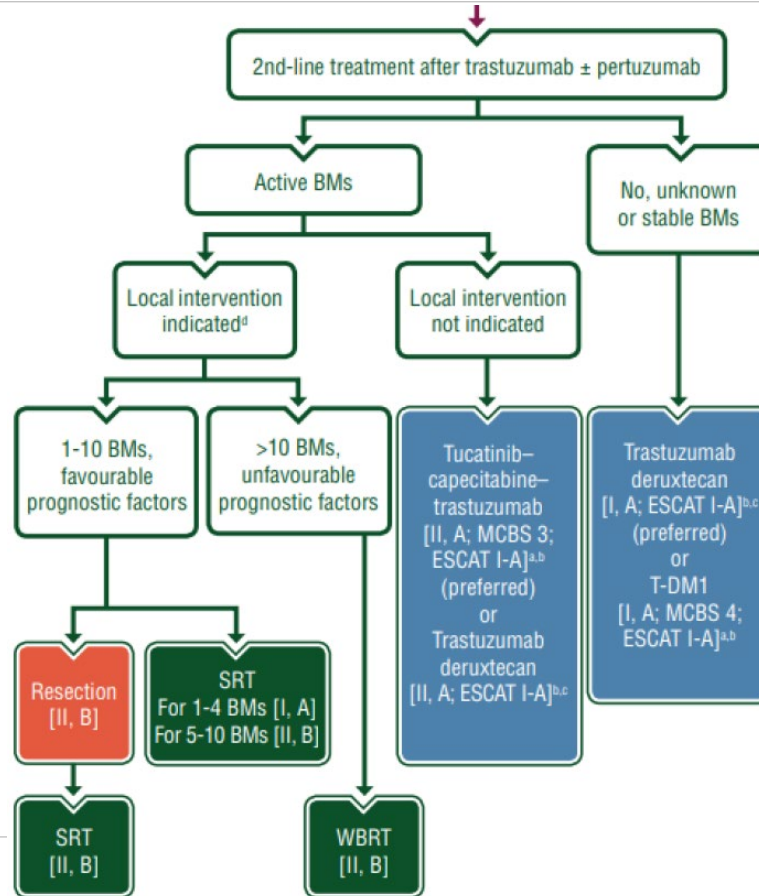 2nd-line treatment after trastuzumab ± pertuzumab
Active BMs
No, unknown
or stable BMs
Local intervention
indicatedᵈ
Local intervention
not indicated
1-10 BMs,
favourable
prognostic factors
>10 BMs,
unfavourable
prognostic factors
Tucatinib–
capecitabine–
trastuzumab
[II, A; MCBS 3;
ESCAT I-A]ᵃ,ᵇ
(preferred)
or
Trastuzumab
deruxtecan
[II, A; ESCAT I-A]ᵇ,ᶜ
Trastuzumab
deruxtecan
[I, A; ESCAT I-A]ᵇ,ᶜ
(preferred)
or
T-DM1
[I, A; MCBS 4;
ESCAT I-A]ᵃ,ᵇ
Resection
[II, B]
SRT
For 1-4 BMs [I, A]
For 5-10 BMs [II, B]
SRT
[II, B]
WBRT
[II, B]